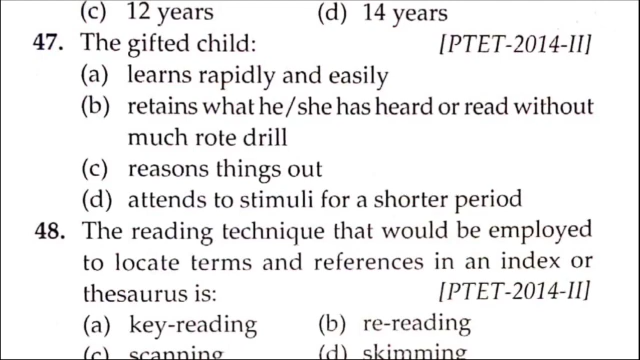 (c) 12 years (d) 14 years
47. The gifted child: [PTET-2014-II]
(a) learns rapidly and easily
(b) retains what he/she has heard or read without
much rote drill
(c) reasons things out
(d) attends to stimuli for a shorter period
48. The reading technique that would be employed
to locate terms and references in an index or
thesaurus is: [PTET-2014-II]
(a) key-reading (b) re-reading
(c) scanning (d) skimming